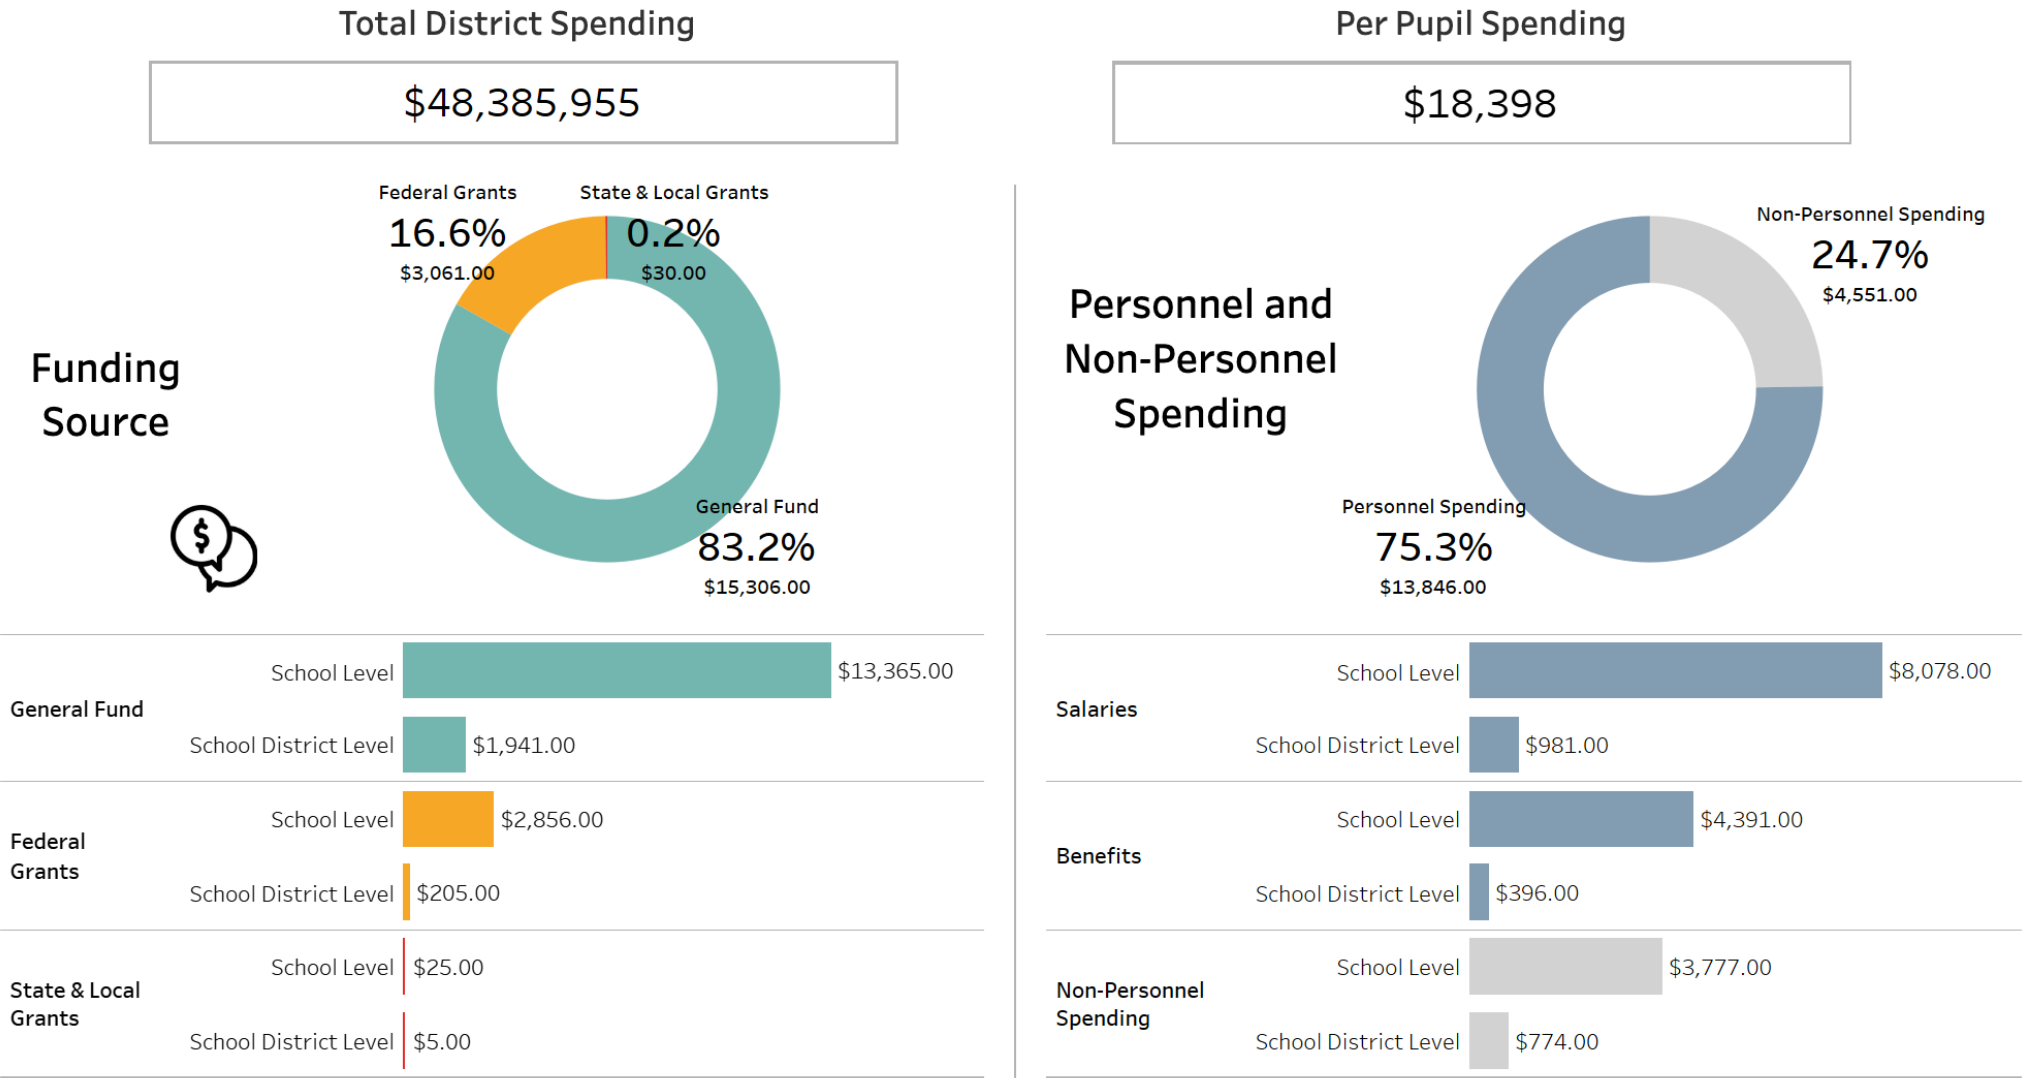 Total District Spending
$48,385,955
Per Pupil Spending
$18,398
Funding
Source
Federal Grants
16.6%
$3,061.00
State & Local Grants
0.2%
$30.00
General Fund
83.2%
$15,306.00
$
Personnel and
Non-Personnel
Spending
Non-Personnel Spending
24.7%
$4,551.00
Personnel Spending
75.3%
$13,846.00
General Fund
School Level $13,365.00
School District Level $1,941.00
Federal
Grants
School Level $2,856.00
School District Level $205.00
State & Local
Grants
School Level $25.00
School District Level $5.00
Salaries
School Level $8,078.00
School District Level $981.00
Benefits
School Level $4,391.00
School District Level $396.00
Non-Personnel
Spending
School Level $3,777.00
School District Level $774.00